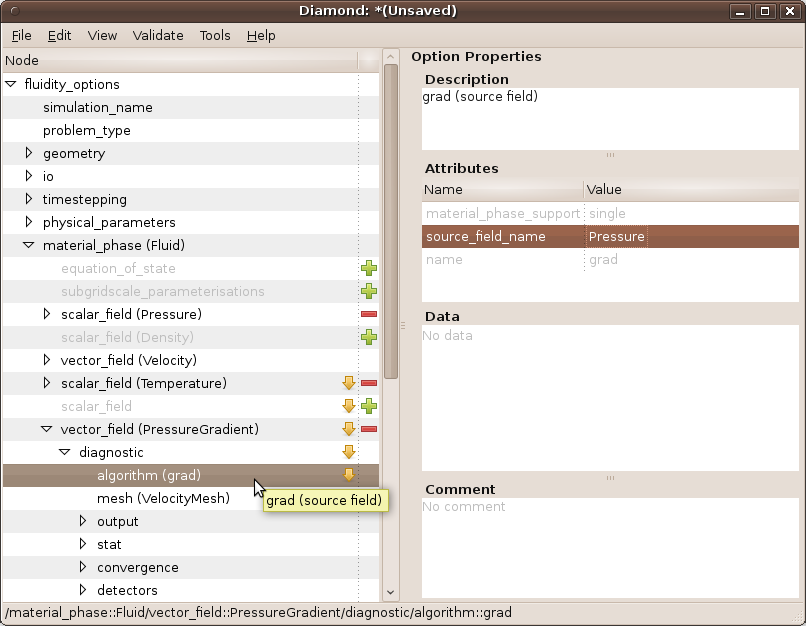 Diamond: *(Unsaved)
File Edit View Validate Tools Help
Node
fluidity_options
simulation_name
problem_type
geometry
io
timestepping
physical_parameters
material_phase (Fluid)
equation_of_state
subgridscale_parameterisations
scalar_field (Pressure)
scalar_field (Density)
vector_field (Velocity)
scalar_field (Temperature)
scalar_field
vector_field (PressureGradient)
diagnostic
algorithm (grad)
mesh (VelocityMesh)
grad (source field)
output
stat
convergence
detectors
Option Properties
Description
grad (source field)
Attributes
Name Value
material_phase_support single
source_field_name Pressure
name grad
Data
No data
Comment
No comment
/material_phase::Fluid/vector_field::PressureGradient/diagnostic/algorithm::grad